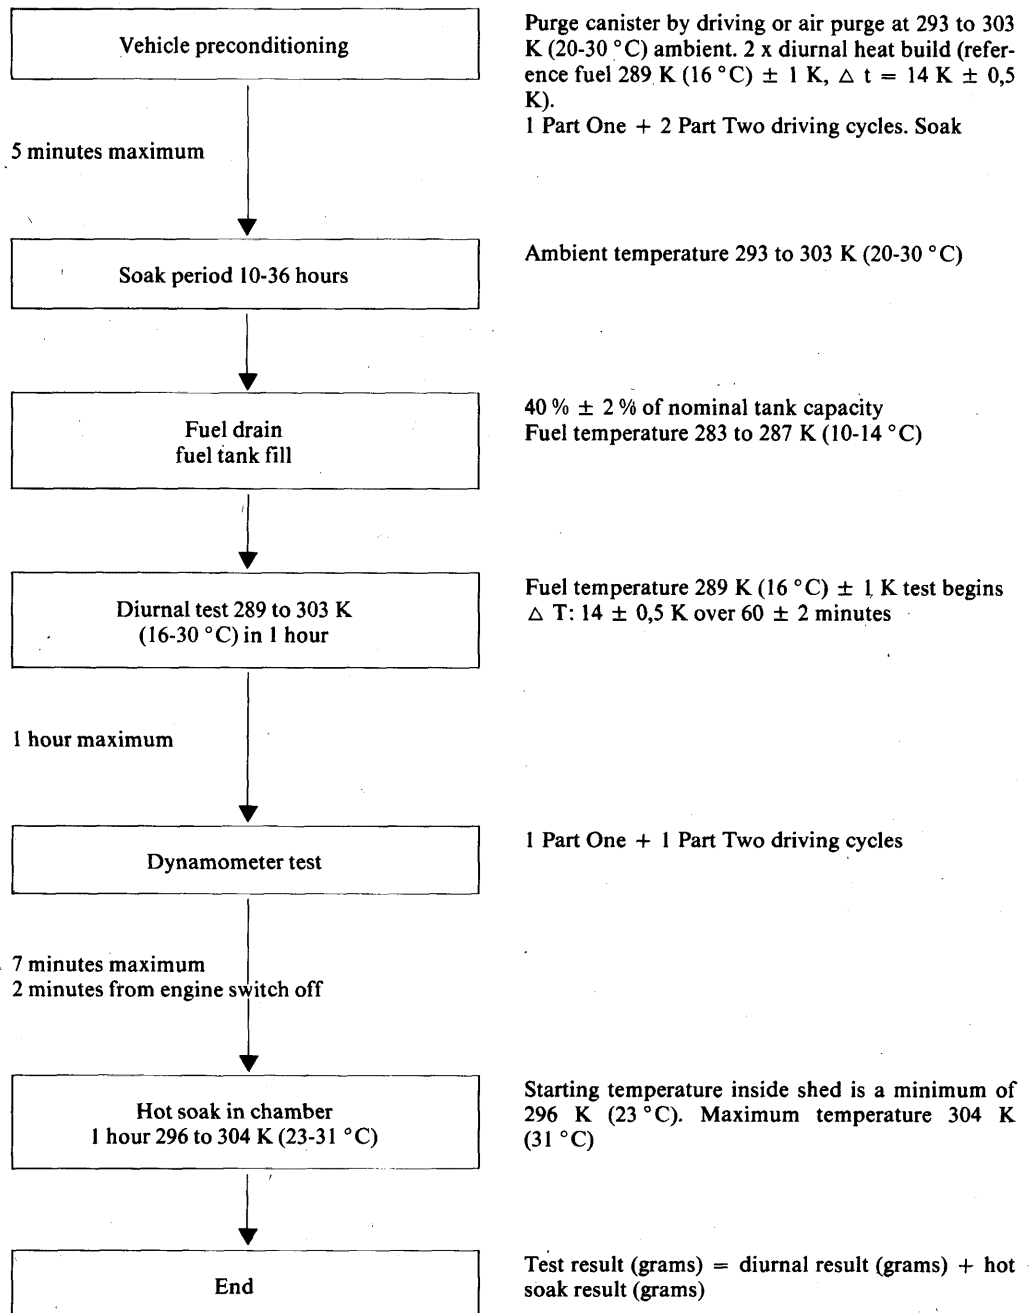 Vehicle preconditioning
Purge canister by driving or air purge at 293 to 303
K (20-30 °C) ambient. 2 x diurnal heat build (refer-
ence fuel 289 K (16 °C) ± 1 K, △ t = 14 K ± 0,5
K).
1 Part One + 2 Part Two driving cycles. Soak
5 minutes maximum
Soak period 10-36 hours
Ambient temperature 293 to 303 K (20-30 °C)
Fuel drain
fuel tank fill
40 % ± 2 % of nominal tank capacity
Fuel temperature 283 to 287 K (10-14 °C)
Diurnal test 289 to 303 K
(16-30 °C) in 1 hour
Fuel temperature 289 K (16 °C) ± 1 K test begins
△ T: 14 ± 0,5 K over 60 ± 2 minutes
1 hour maximum
Dynamometer test
1 Part One + 1 Part Two driving cycles
7 minutes maximum
2 minutes from engine switch off
Hot soak in chamber
1 hour 296 to 304 K (23-31 °C)
Starting temperature inside shed is a minimum of
296 K (23 °C). Maximum temperature 304 K
(31 °C)
End
Test result (grams) = diurnal result (grams) + hot
soak result (grams)